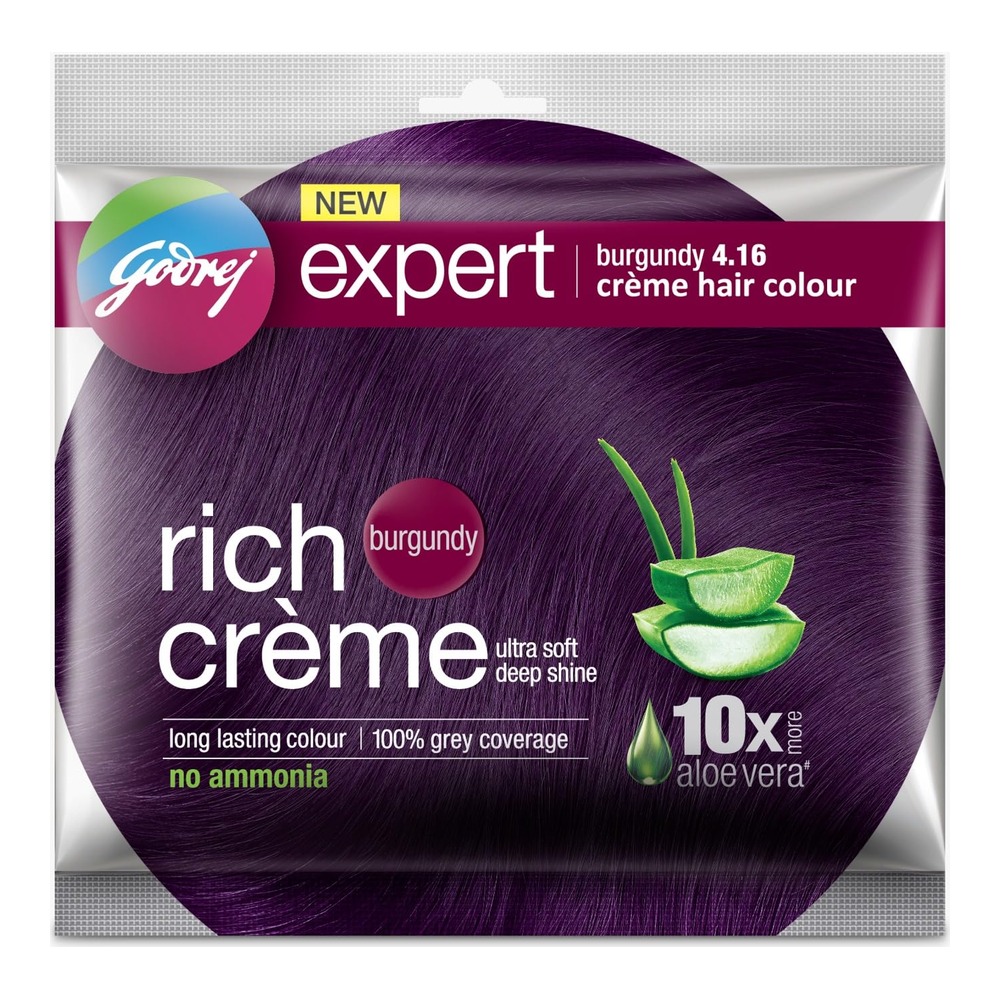 NEW
Godrej
expert
burgundy 4.16
crème hair colour
rich
burgundy
crème
ultra soft
deep shine
long lasting colour | 100% grey coverage
no ammonia
10x
more
aloe vera#